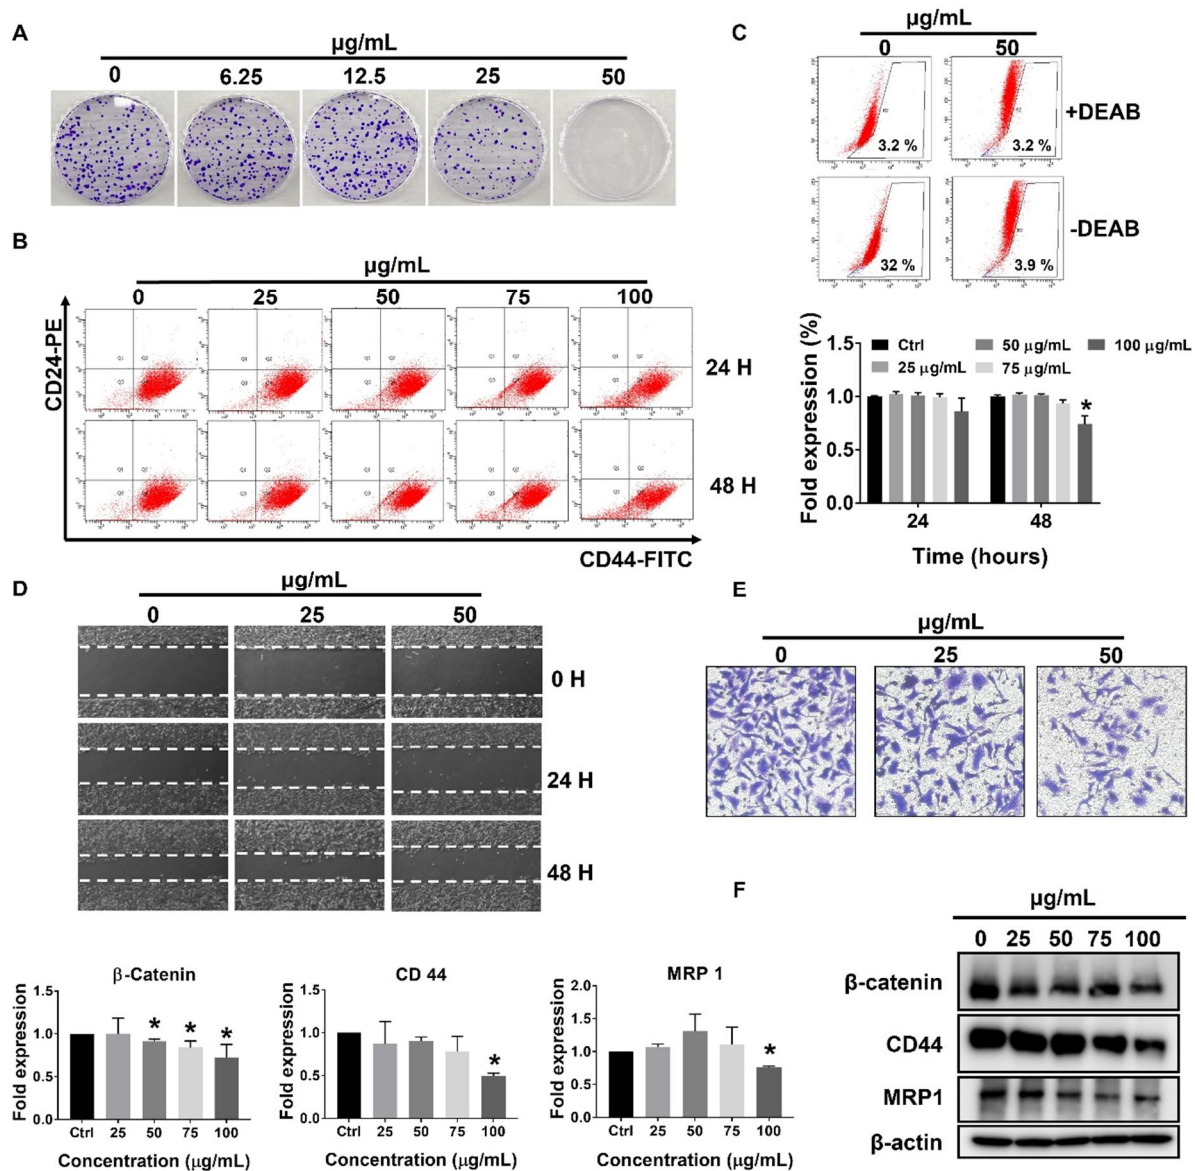 A
µg/mL
0 6.25 12.5 25 50
B
µg/mL
0 25 50 75 100
CD24-PE
Q1 Q2
Q3
24 H
48 H
CD44-FITC
C
µg/mL
0 50
+DEAB
P2
3.2 % 3.2 %
-DEAB
32 % 3.9 %
Ctrl 50 µg/mL 100 µg/mL
25 µg/mL 75 µg/mL
Fold expression (%)
1.5
1.0
0.5
0.0
*
24 48
Time (hours)
D
µg/mL
0 25 50
0 H
24 H
48 H
E
µg/mL
0 25 50
β-Catenin
Fold expression
1.5
1.0
0.5
0.0
* * *
Ctrl 25 50 75 100
Concentration (µg/mL)
CD 44
Fold expression
1.5
1.0
0.5
0.0
*
Ctrl 25 50 75 100
Concentration (µg/mL)
MRP 1
Fold expression
2.0
1.5
1.0
0.5
0.0
*
Ctrl 25 50 75 100
Concentration (µg/mL)
F
µg/mL
0 25 50 75 100
β-catenin
CD44
MRP1
β-actin